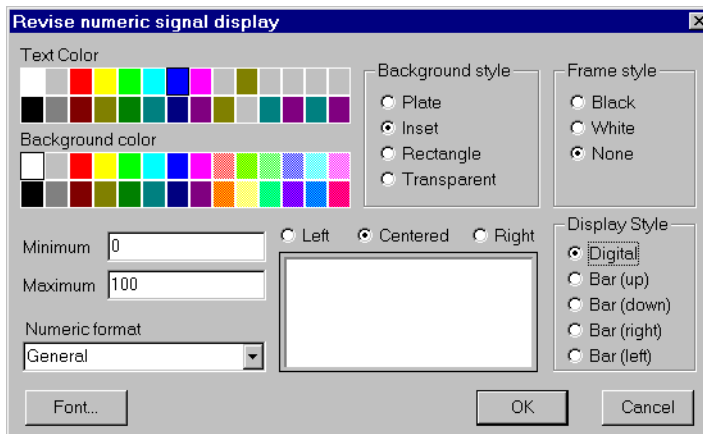 Revise numeric signal display
Text Color
Background color
Background style
Plate
Inset
Rectangle
Transparent
Frame style
Black
White
None
Minimum 0
Maximum 100
Numeric format
General
Left Centered Right
Display Style
Digital
Bar (up)
Bar (down)
Bar (right)
Bar (left)
Font...
OK
Cancel